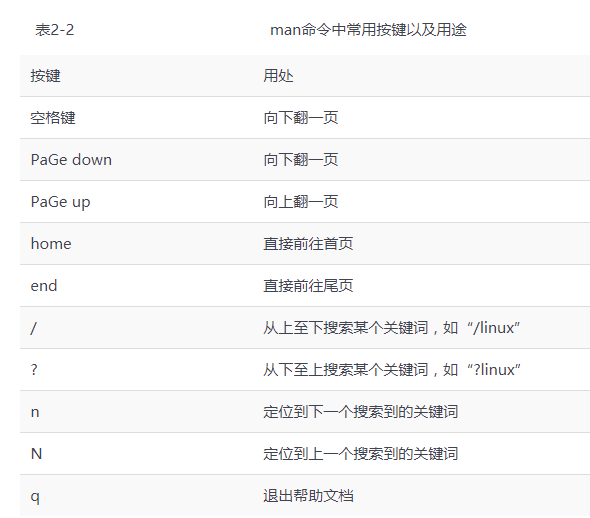 表2-2 man命令中常用按键以及用途
按键 用处
空格键 向下翻一页
PaGe down 向下翻一页
PaGe up 向上翻一页
home 直接前往首页
end 直接前往尾页
/ 从上至下搜索某个关键词，如“/linux”
? 从下至上搜索某个关键词，如“?linux”
n 定位到下一个搜索到的关键词
N 定位到上一个搜索到的关键词
q 退出帮助文档